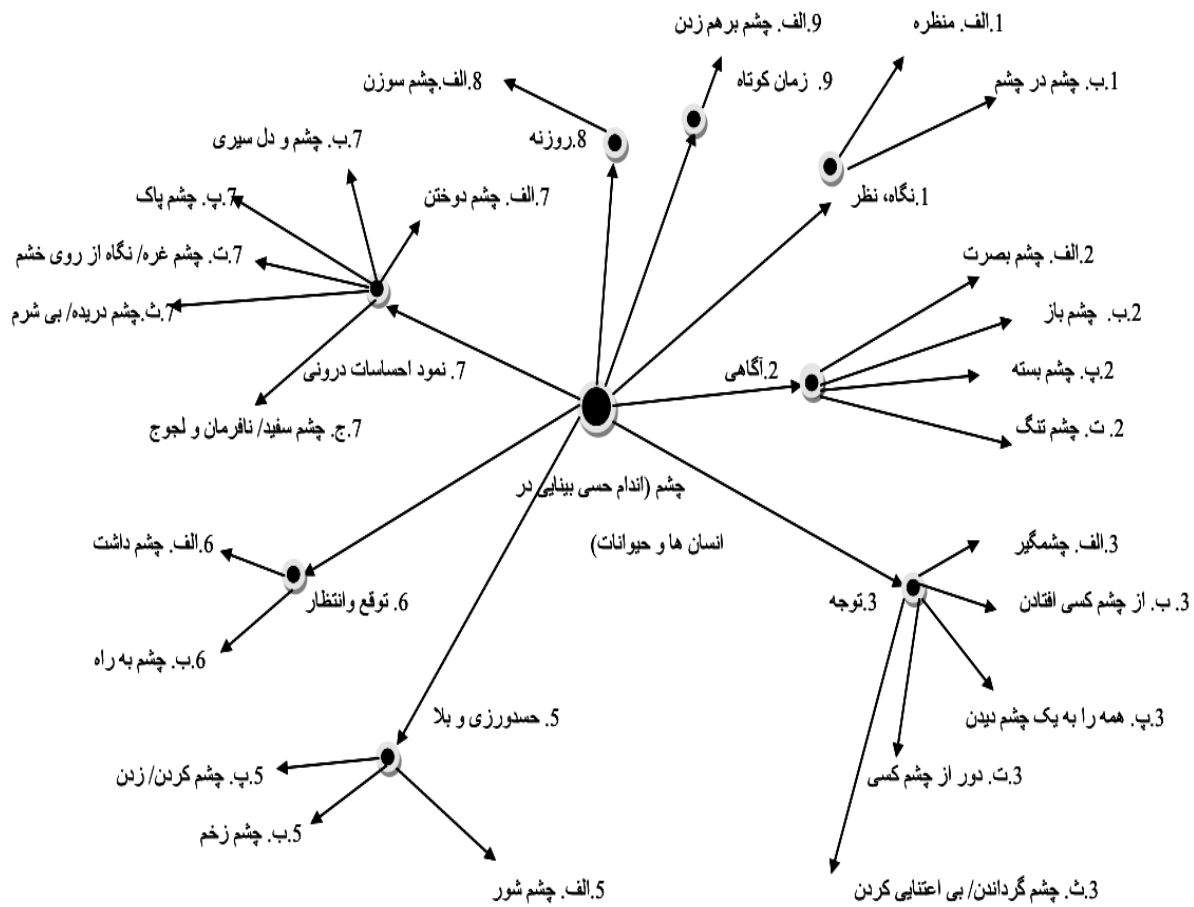 چشم (اندام حسی بینایی در
انسان ها و حیوانات)
1.نگاه، نظر
1.الف. منظره
1.ب. چشم در چشم
2.آگاهی
2.الف. چشم بصرت
2.ب. چشم باز
2.پ. چشم بسته
2. ت. چشم تنگ
3.توجه
3.الف. چشمگیر
3. ب. از چشم کسی افتادن
3.پ. همه را به یک چشم دیدن
3.ت. دور از چشم کسی
3.ث. چشم گرداندن/ بی اعتنایی کردن
5. حسدورزی و بلا
5.الف. چشم شور
5.ب. چشم زخم
5.پ. چشم کردن/ زدن
6. توقع وانتظار
6.الف. چشم داشت
6.ب. چشم به راه
7. نمود احساسات درونی
7.الف. چشم دوختن
7.ب. چشم و دل سیری
7.پ. چشم پاک
7.ت. چشم غره/ نگاه از روی خشم
7.ث.چشم دریده/ بی شرم
7.ج. چشم سفید/ نافرمان و لجوج
8.روزنه
8.الف.چشم سوزن
9. زمان کوتاه
9.الف. چشم برهم زدن